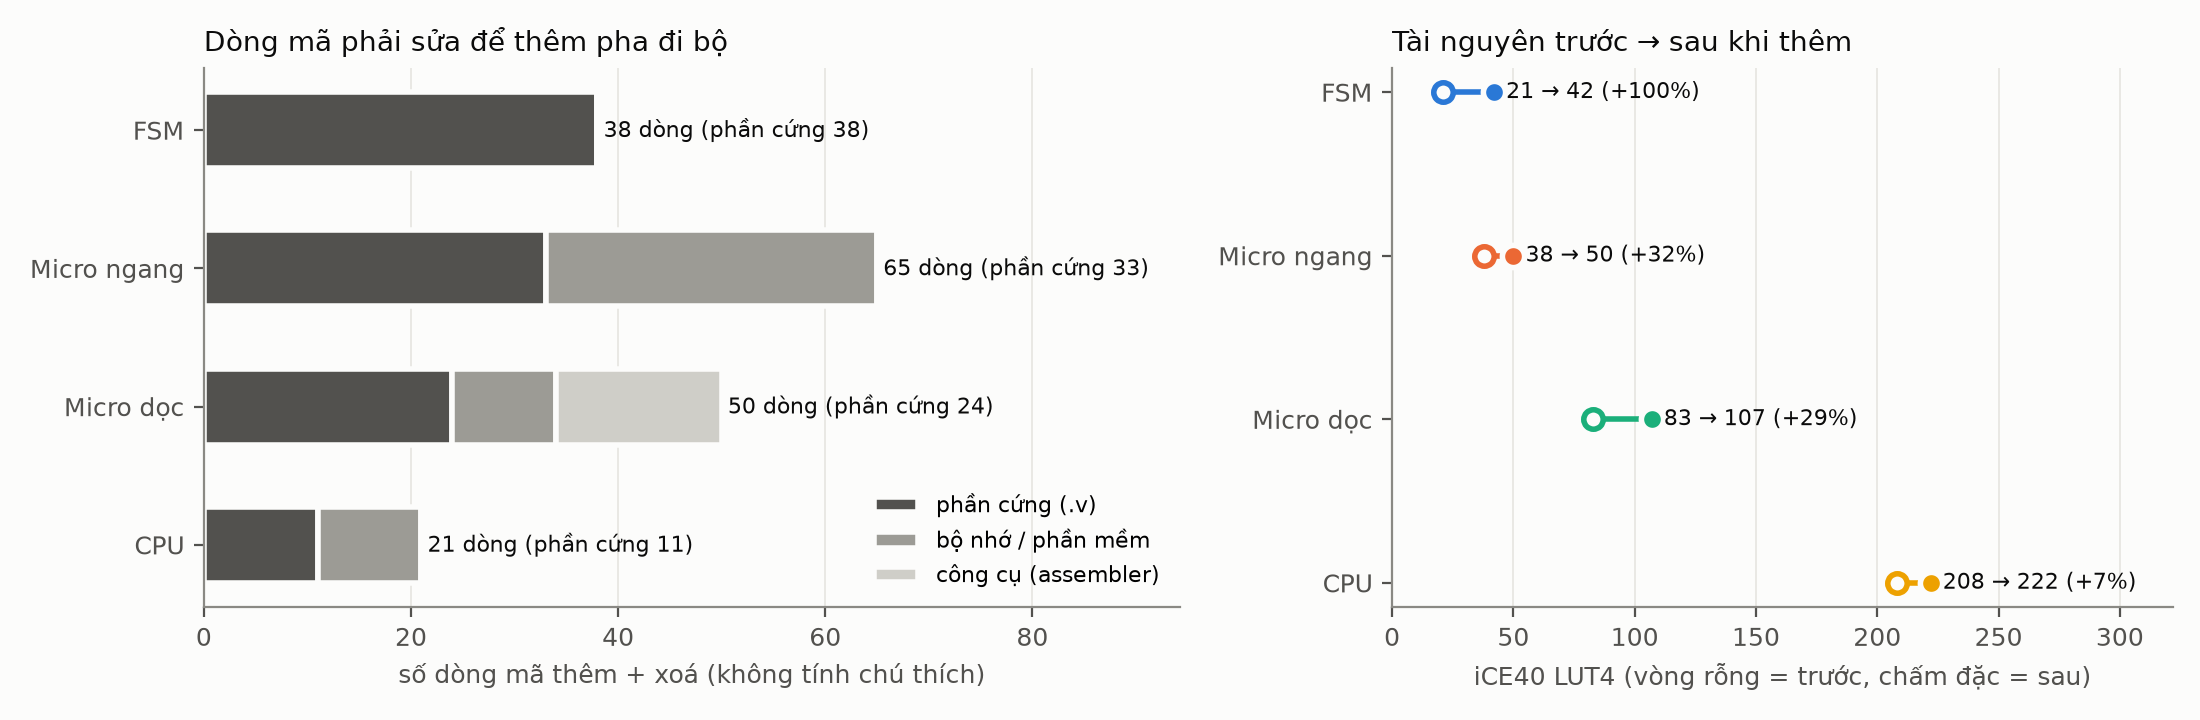 Dòng mã phải sửa để thêm pha đi bộ
FSM
38 dòng (phần cứng 38)
Micro ngang
65 dòng (phần cứng 33)
Micro dọc
50 dòng (phần cứng 24)
CPU
21 dòng (phần cứng 11)
phần cứng (.v)
bộ nhớ / phần mềm
công cụ (assembler)
0 20 40 60 80
số dòng mã thêm + xoá (không tính chú thích)
Tài nguyên trước → sau khi thêm
FSM
21 → 42 (+100%)
Micro ngang
38 → 50 (+32%)
Micro dọc
83 → 107 (+29%)
CPU
208 → 222 (+7%)
0 50 100 150 200 250 300
iCE40 LUT4 (vòng rỗng = trước, chấm đặc = sau)